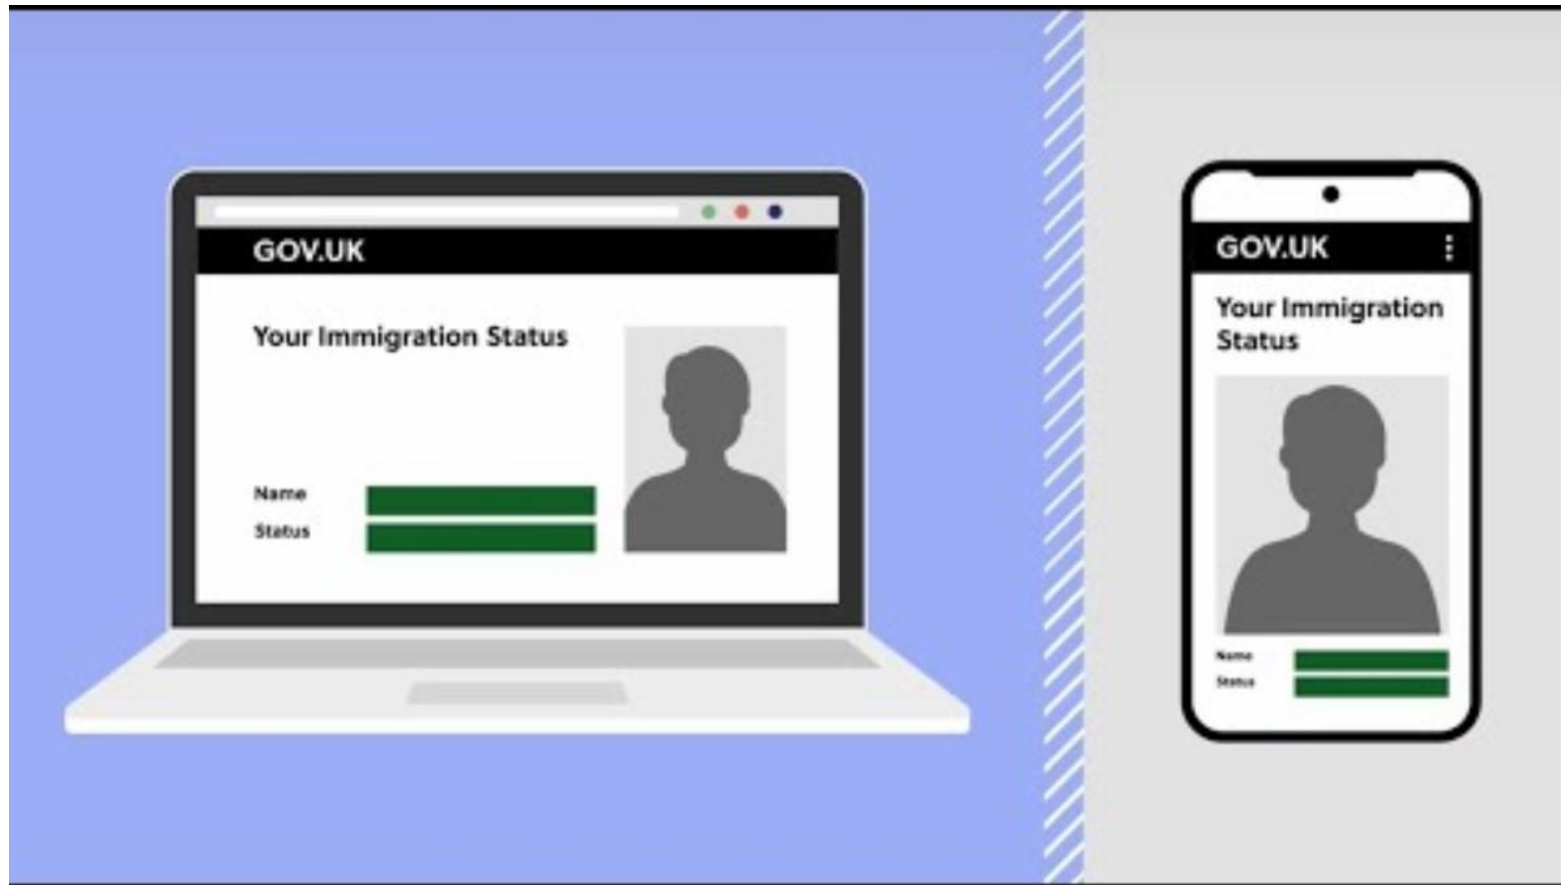 GOV.UK
Your Immigration Status
Name
Status
GOV.UK
Your Immigration
Status
Name
Status